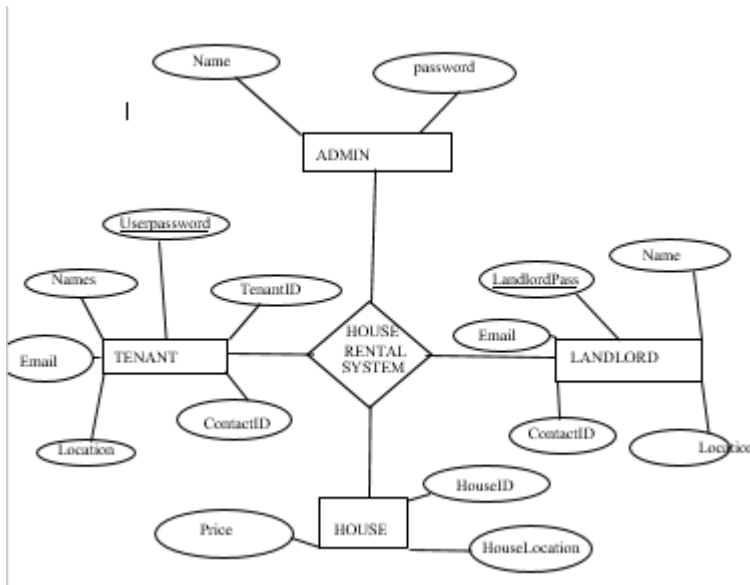 Name
password
ADMIN
Userpassword
Name
Names
TenantID
LandlordPass
HOUSE
RENTAL
SYSTEM
Email
Email
TENANT
LANDLORD
ContactID
ContactID
Location
Location
HouseID
Price
HOUSE
HouseLocation